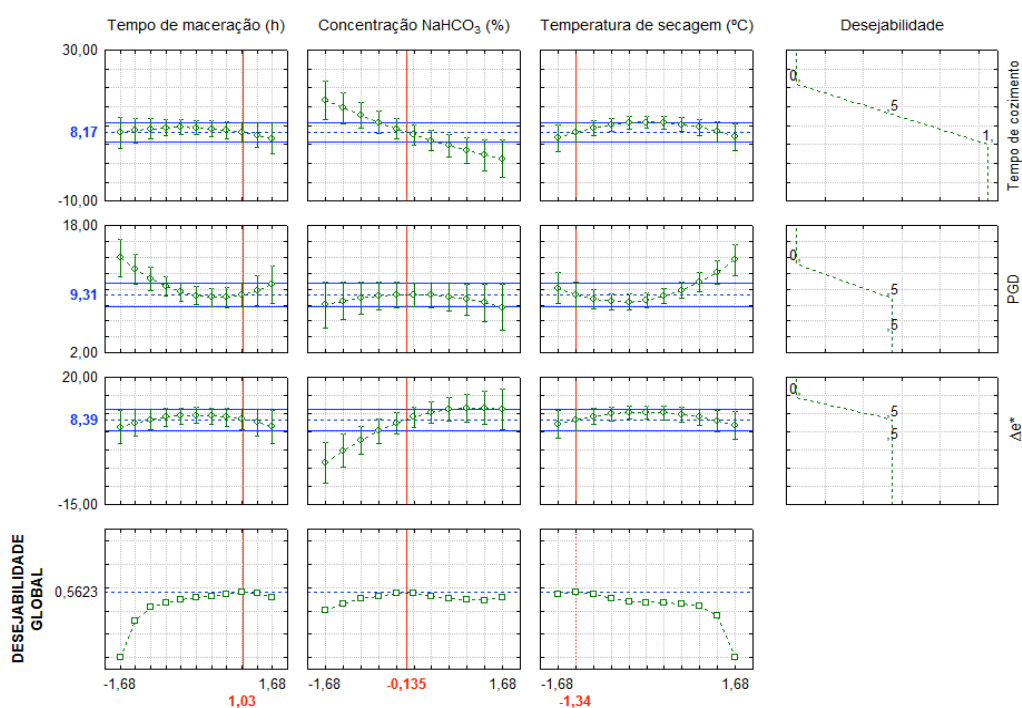 Tempo de maceração (h) Concentração NaHCO₃ (%) Temperatura de secagem (ºC) Desejabilidade
30,00
8,17
-10,00
0,
,5
1,
Tempo de cozimento
18,00
9,31
2,00
0,
,5
,5
PGD
20,00
8,39
-15,00
0,
,5
,5
Δe*
DESEJABILIDADE
GLOBAL
0,5623
-1,68 1,68 -1,68 1,68 -1,68 1,68
1,03 -0,135 -1,34